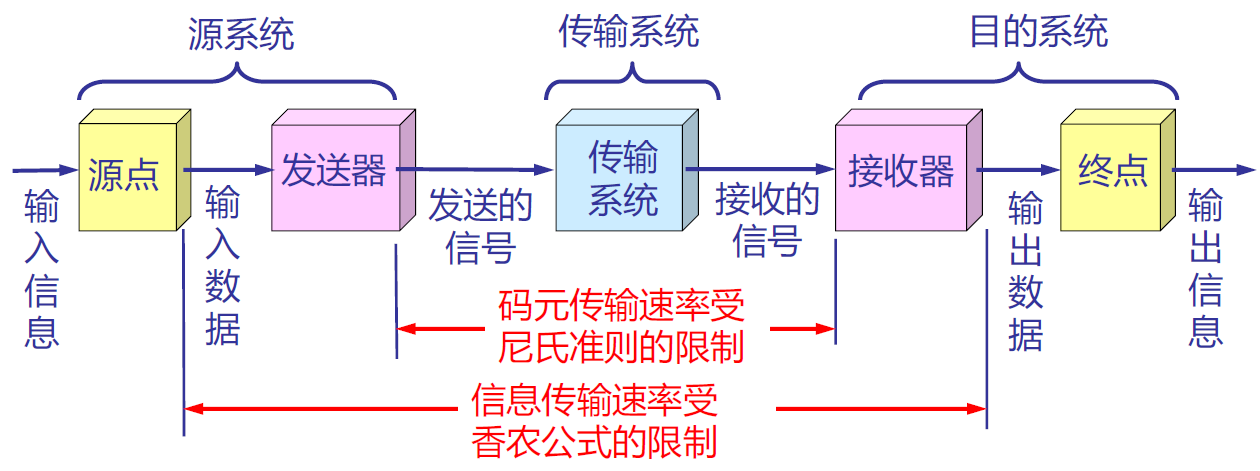 源系统
传输系统
目的系统
源点
发送器
传输
系统
接收器
终点
输入信息
输入数据
发送的
信号
接收的
信号
输出数据
输出信息
码元传输速率受
尼氏准则的限制
信息传输速率受
香农公式的限制